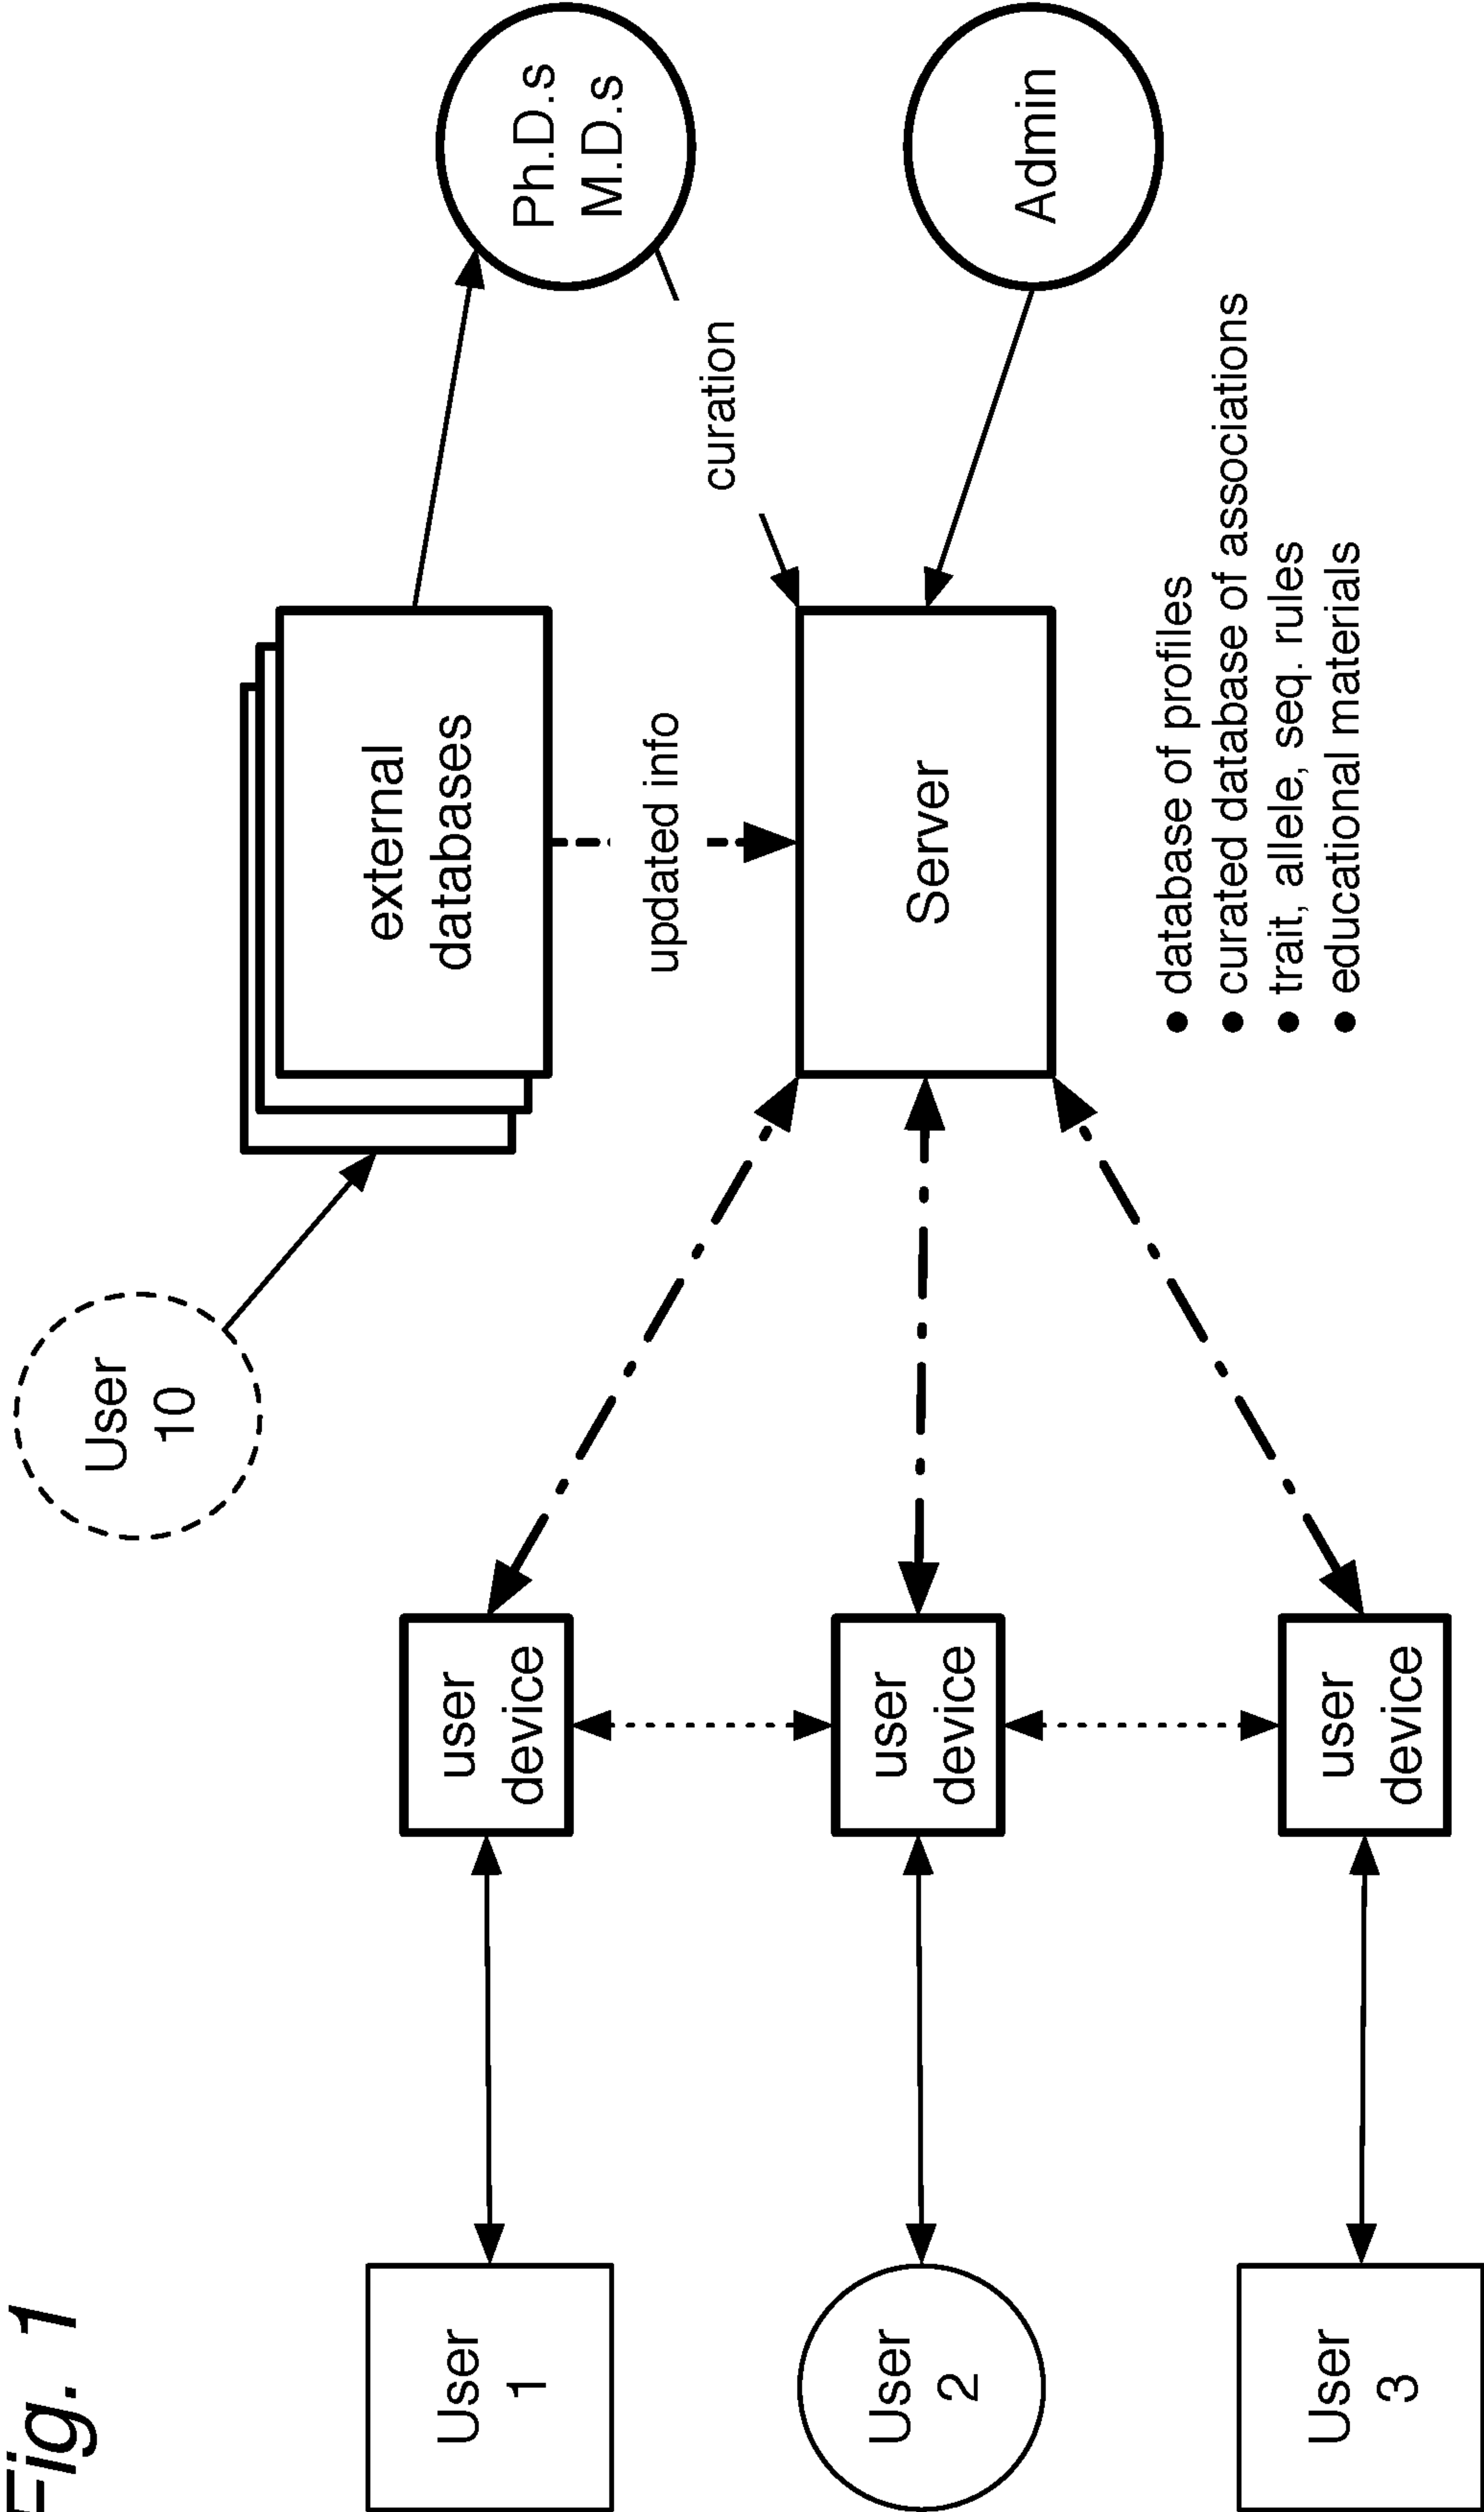 Fig. 1
User
10
external
databases
Ph.D.s
M.D.s
User
1
user
device
updated info
curation
User
2
user
device
Server
Admin
User
3
user
device
● database of profiles
● curated database of associations
● trait, allele, seq. rules
● educational materials